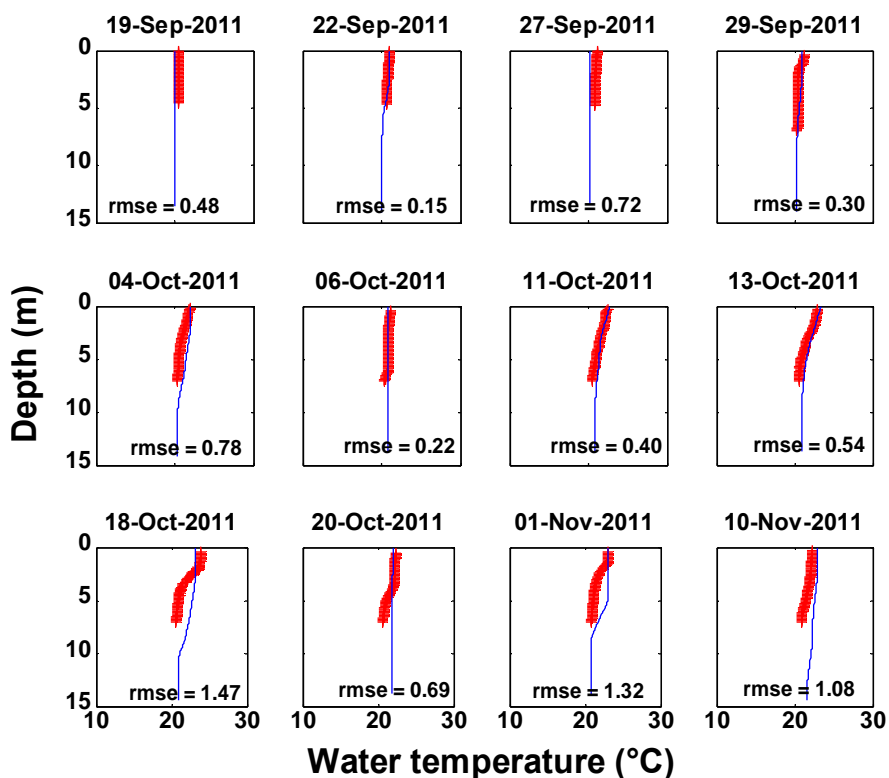 19-Sep-2011 22-Sep-2011 27-Sep-2011 29-Sep-2011
0
5
10
15
rmse = 0.48 rmse = 0.15 rmse = 0.72 rmse = 0.30
04-Oct-2011 06-Oct-2011 11-Oct-2011 13-Oct-2011
0
5
10
15
rmse = 0.78 rmse = 0.22 rmse = 0.40 rmse = 0.54
Depth (m)
18-Oct-2011 20-Oct-2011 01-Nov-2011 10-Nov-2011
0
5
10
15
rmse = 1.47 rmse = 0.69 rmse = 1.32 rmse = 1.08
10 20 30 10 20 30 10 20 30 10 20 30
Water temperature (°C)